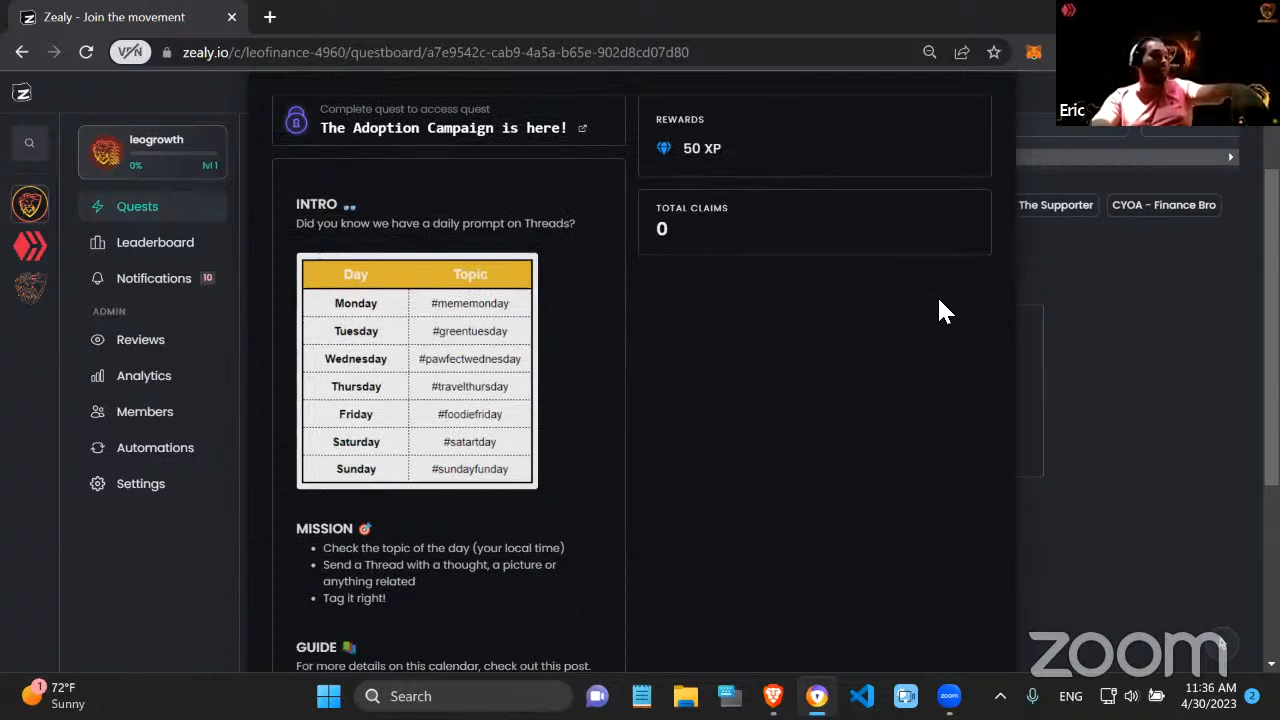 Zealy - Join the movement
VPN
zealy.io/c/leofinance-4960/questboard/a7e9542c-cab9-4a5a-b65e-902d8cd07d80
Eric
leogrowth
0%
lvl 1
Quests
Leaderboard
Notifications 10
ADMIN
Reviews
Analytics
Members
Automations
Settings
Complete quest to access quest
The Adoption Campaign is here!
INTRO
Did you know we have a daily prompt on Threads?
Day Topic
Monday #mememonday
Tuesday #greentuesday
Wednesday #pawfectwednesday
Thursday #travelthursday
Friday #foodiefriday
Saturday #satartday
Sunday #sundayfunday
MISSION
• Check the topic of the day (your local time)
• Send a Thread with a thought, a picture or
anything related
• Tag it right!
GUIDE
For more details on this calendar, check out this post.
REWARDS
50 XP
TOTAL CLAIMS
0
The Supporter
CYOA - Finance Bro
zoom
1
72°F
Sunny
Search
zoom
ENG
11:36 AM
4/30/2023
2